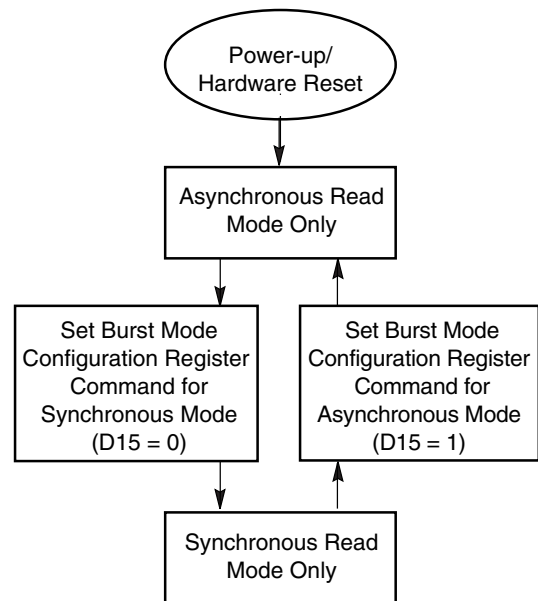 Power-up/
Hardware Reset
Asynchronous Read
Mode Only
Set Burst Mode
Configuration Register
Command for
Synchronous Mode
(D15 = 0)
Set Burst Mode
Configuration Register
Command for
Asynchronous Mode
(D15 = 1)
Synchronous Read
Mode Only